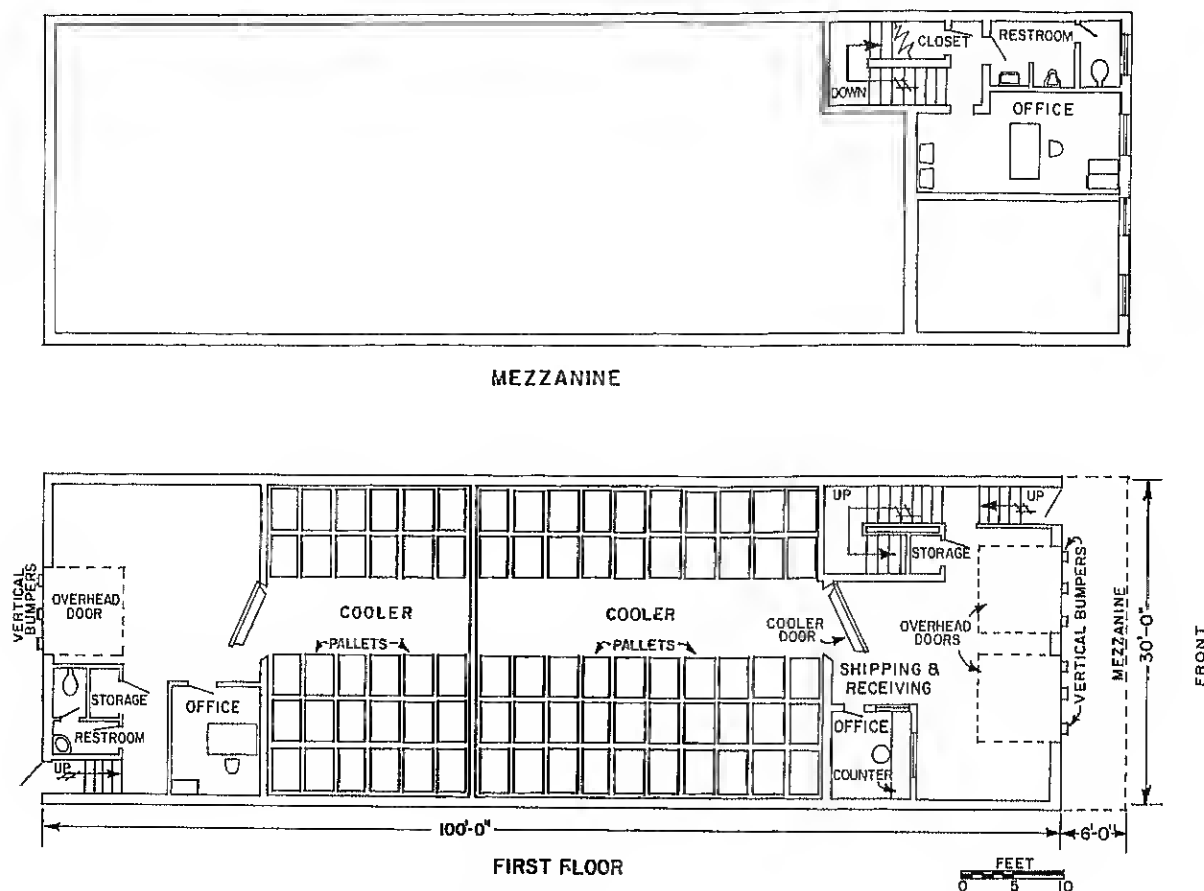 CLOSET
RESTROOM
DOWN
OFFICE
MEZZANINE
UP
UP
STORAGE
VERTICAL
BUMPERS
OVERHEAD
DOOR
COOLER
COOLER
COOLER
DOOR
OVERHEAD
DOORS
VERTICAL BUMPERS
MEZZANINE
30'-0"
FRONT
PALLETS
PALLETS
SHIPPING &
RECEIVING
STORAGE
OFFICE
RESTROOM
OFFICE
UP
COUNTER
100'-0"
6'-0"
FIRST FLOOR
FEET
0 5 10